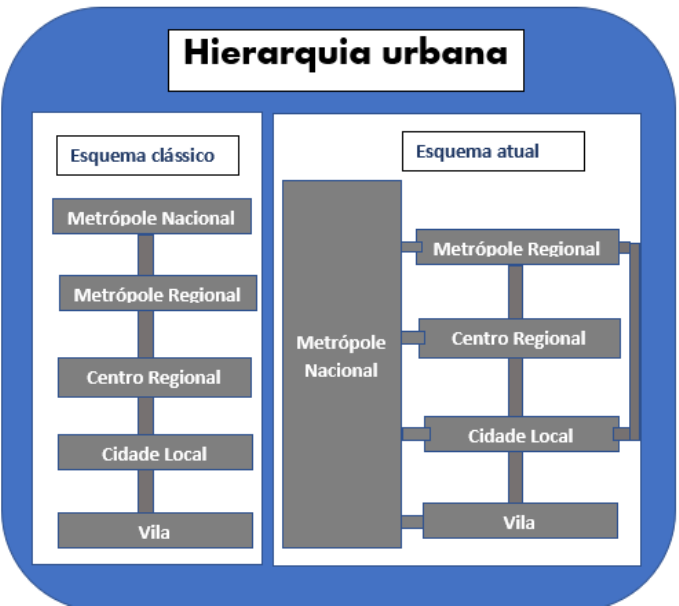 Hierarquia urbana
Esquema clássico
Metrópole Nacional
Metrópole Regional
Centro Regional
Cidade Local
Vila
Esquema atual
Metrópole
Nacional
Metrópole Regional
Centro Regional
Cidade Local
Vila